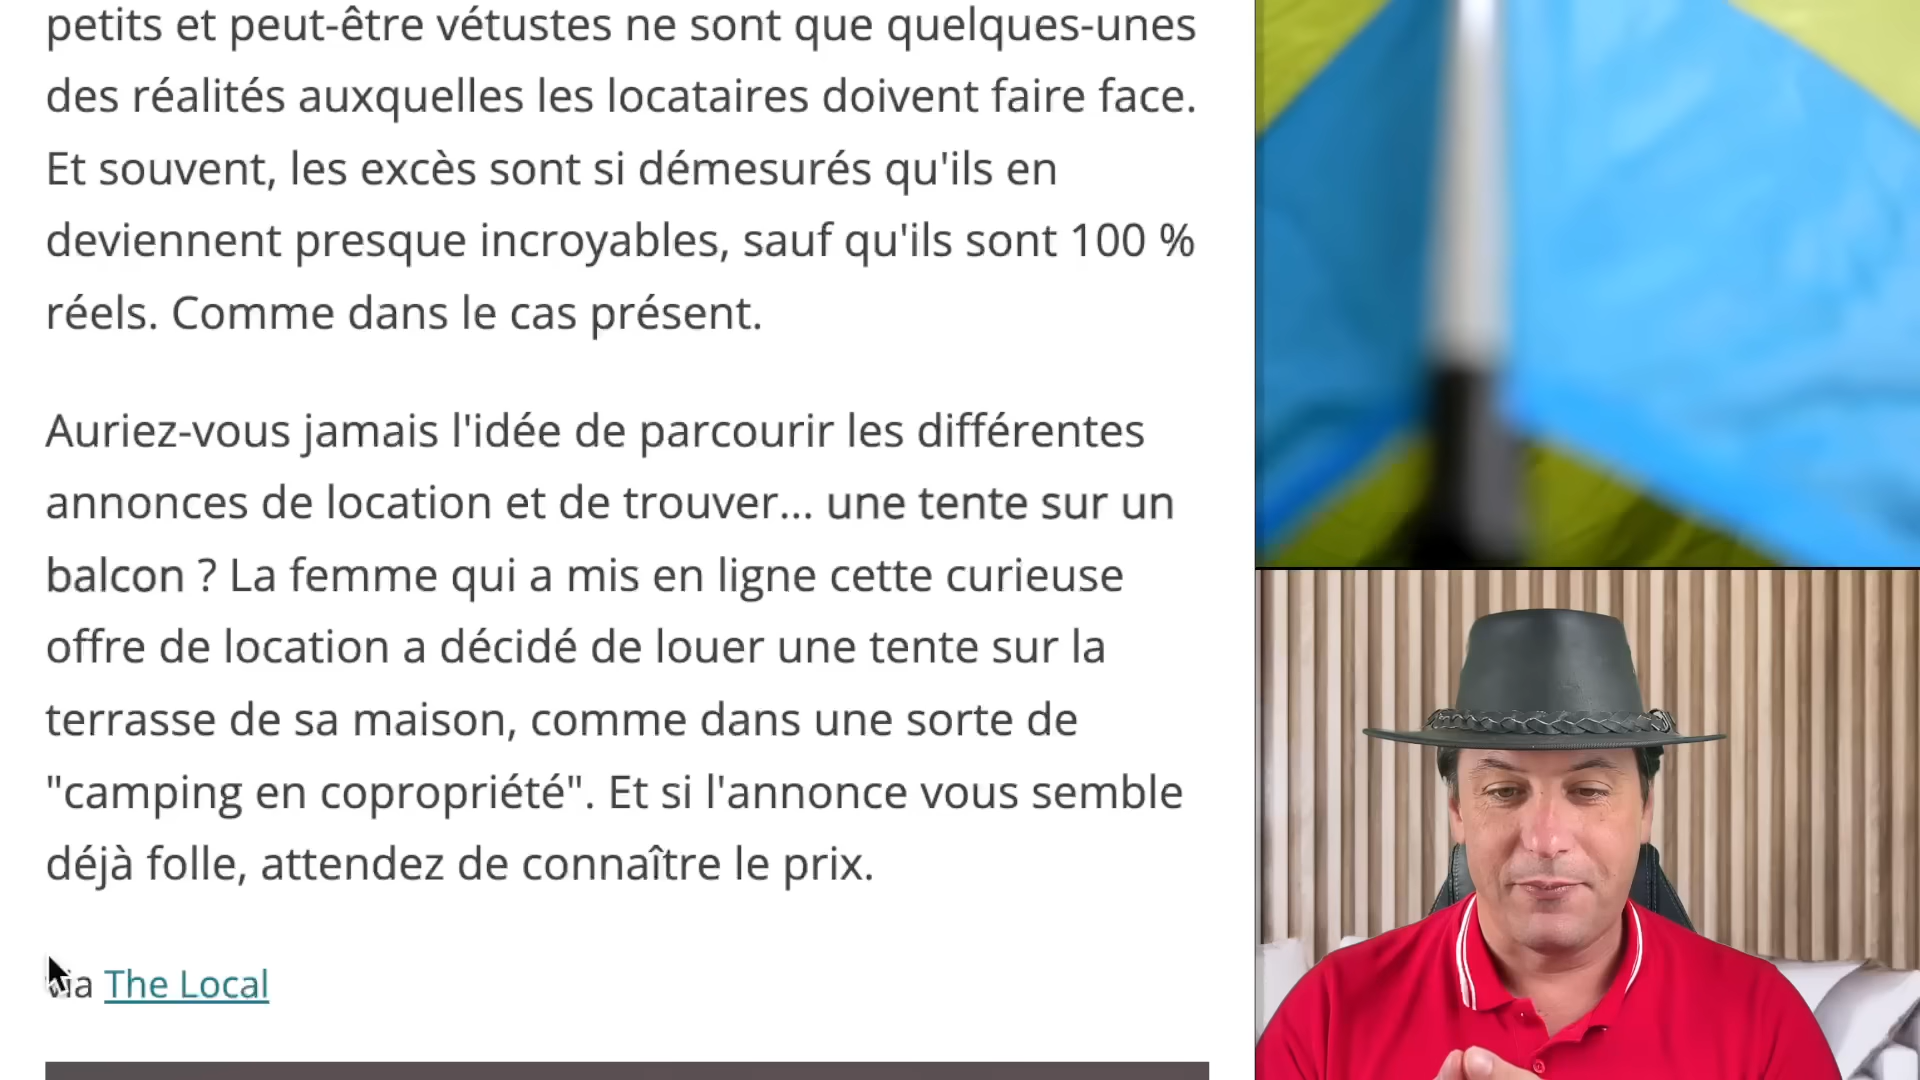 petits et peut-être vétustes ne sont que quelques-unes
des réalités auxquelles les locataires doivent faire face.
Et souvent, les excès sont si démesurés qu'ils en
deviennent presque incroyables, sauf qu'ils sont 100 %
réels. Comme dans le cas présent.
Auriez-vous jamais l'idée de parcourir les différentes
annonces de location et de trouver... une tente sur un
balcon ? La femme qui a mis en ligne cette curieuse
offre de location a décidé de louer une tente sur la
terrasse de sa maison, comme dans une sorte de
"camping en copropriété". Et si l'annonce vous semble
déjà folle, attendez de connaître le prix.
via The Local